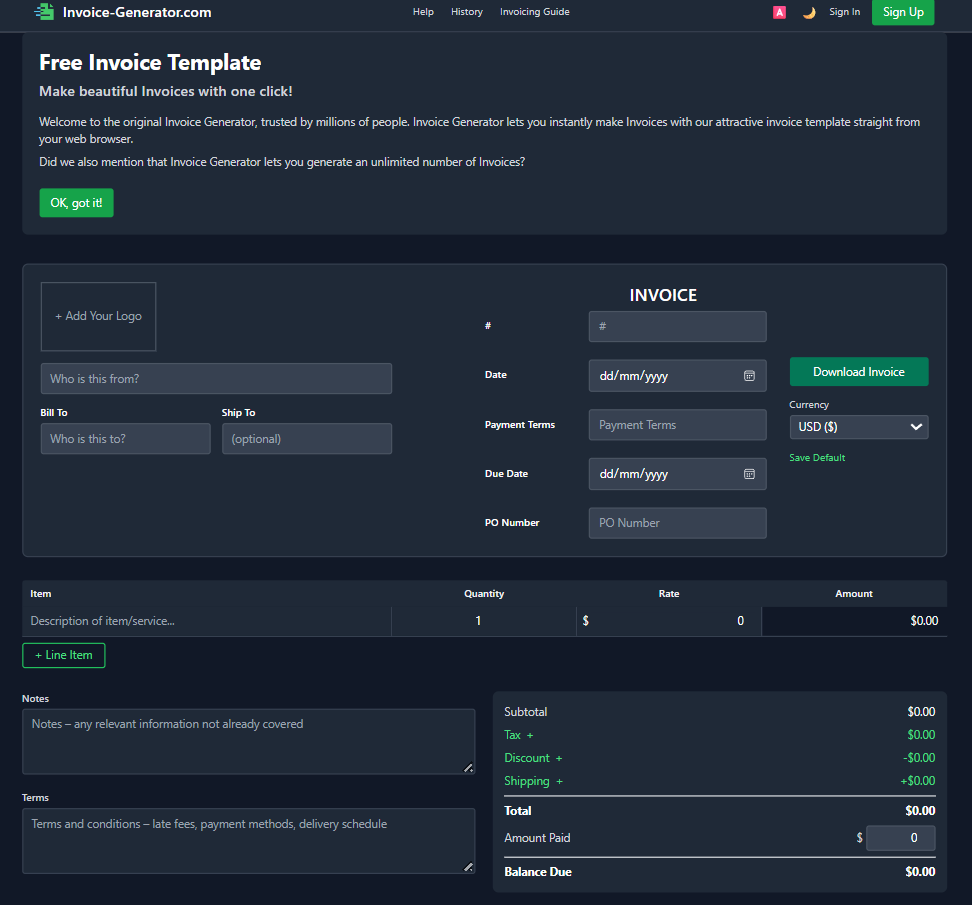 Invoice-Generator.com
Help History Invoicing Guide
A
Sign In
Sign Up
Free Invoice Template
Make beautiful Invoices with one click!
Welcome to the original Invoice Generator, trusted by millions of people. Invoice Generator lets you instantly make Invoices with our attractive invoice template straight from
your web browser.
Did we also mention that Invoice Generator lets you generate an unlimited number of Invoices?
OK, got it!
+ Add Your Logo
Who is this from?
Bill To
Ship To
Who is this to?
(optional)
INVOICE
# #
Date dd/mm/yyyy
Payment Terms Payment Terms
Due Date dd/mm/yyyy
PO Number PO Number
Download Invoice
Currency
USD ($)
Save Default
Item Quantity Rate Amount
Description of item/service... 1 $ 0 $0.00
+ Line Item
Notes
Notes – any relevant information not already covered
Terms
Terms and conditions – late fees, payment methods, delivery schedule
Subtotal $0.00
Tax + $0.00
Discount + -$0.00
Shipping + +$0.00
Total $0.00
Amount Paid $ 0
Balance Due $0.00